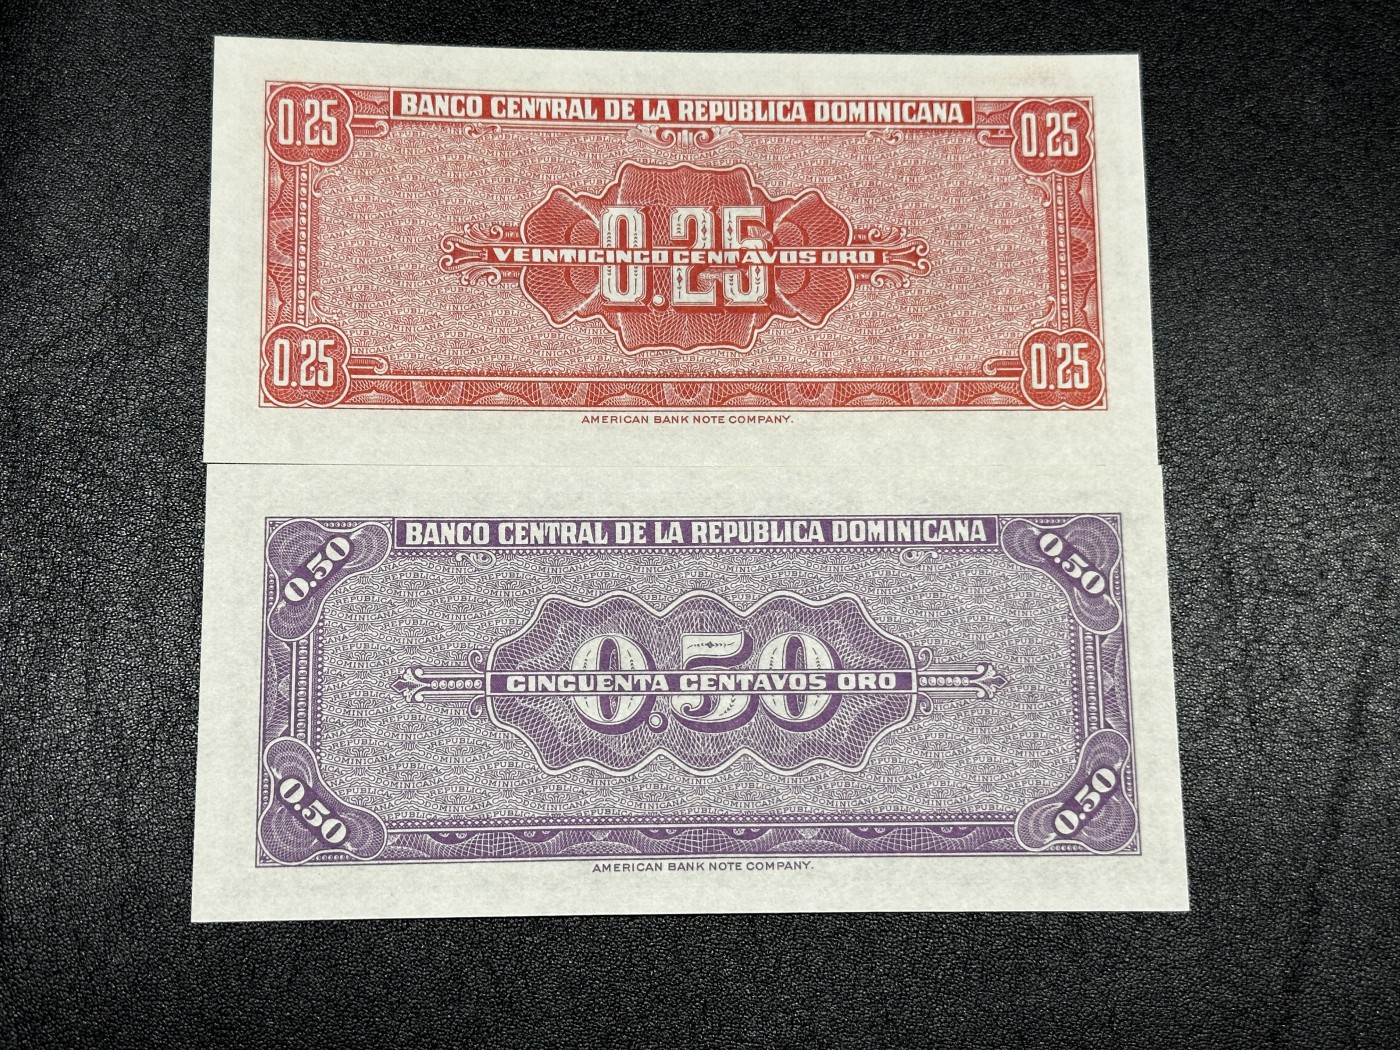 BANCO CENTRAL DE LA REPUBLICA DOMINICANA
0.25
0.25
0.25
VEINTICINCO CENTAVOS ORO
0.25
0.25
AMERICAN BANK NOTE COMPANY.
BANCO CENTRAL DE LA REPUBLICA DOMINICANA
0.50
0.50
0.50
CINCUENTA CENTAVOS ORO
0.50
0.50
AMERICAN BANK NOTE COMPANY.